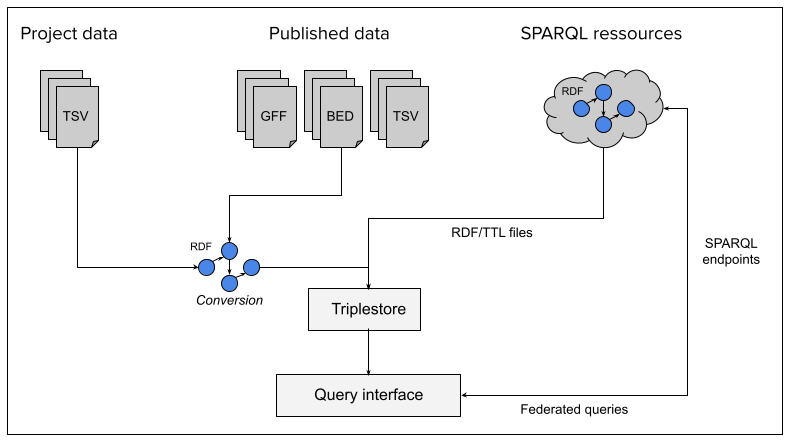 Project data
Published data
SPARQL ressources
TSV
GFF
BED
TSV
RDF
RDF
Conversion
RDF/TTL files
SPARQL
endpoints
Triplestore
Query interface
Federated queries